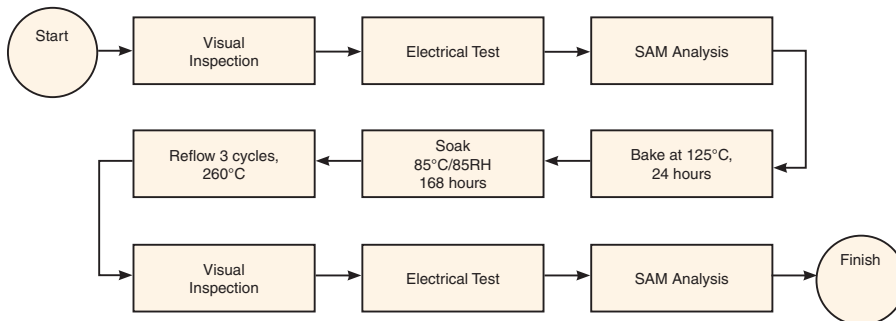 Start
Visual
Inspection
Electrical Test
SAM Analysis
Bake at 125°C,
24 hours
Soak
85°C/85RH
168 hours
Reflow 3 cycles,
260°C
Visual
Inspection
Electrical Test
SAM Analysis
Finish